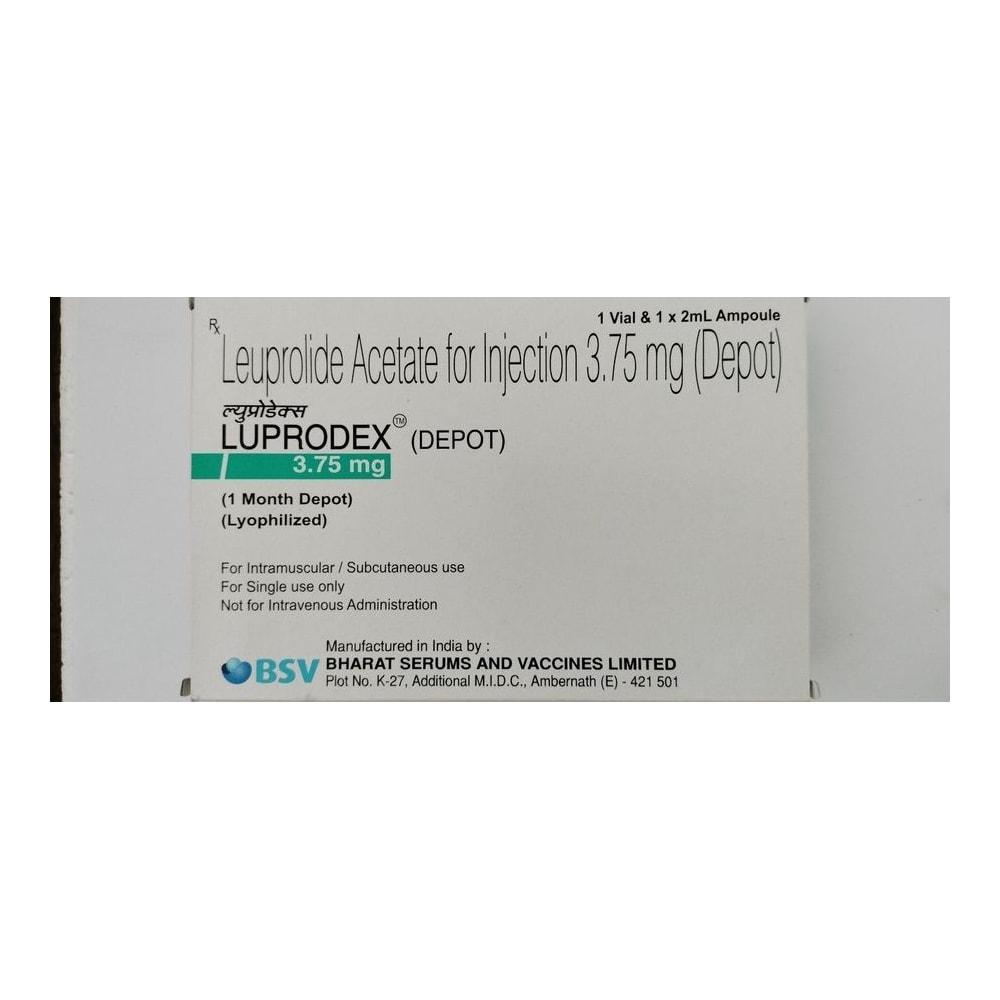 1 Vial & 1 x 2mL Ampoule
Rx
Leuprolide Acetate for Injection 3.75 mg (Depot)
ल्युप्रोडेक्स
LUPRODEX™ (DEPOT)
3.75 mg
(1 Month Depot)
(Lyophilized)
For Intramuscular / Subcutaneous use
For Single use only
Not for Intravenous Administration
Manufactured in India by :
BSV BHARAT SERUMS AND VACCINES LIMITED
Plot No. K-27, Additional M.I.D.C., Ambernath (E) - 421 501